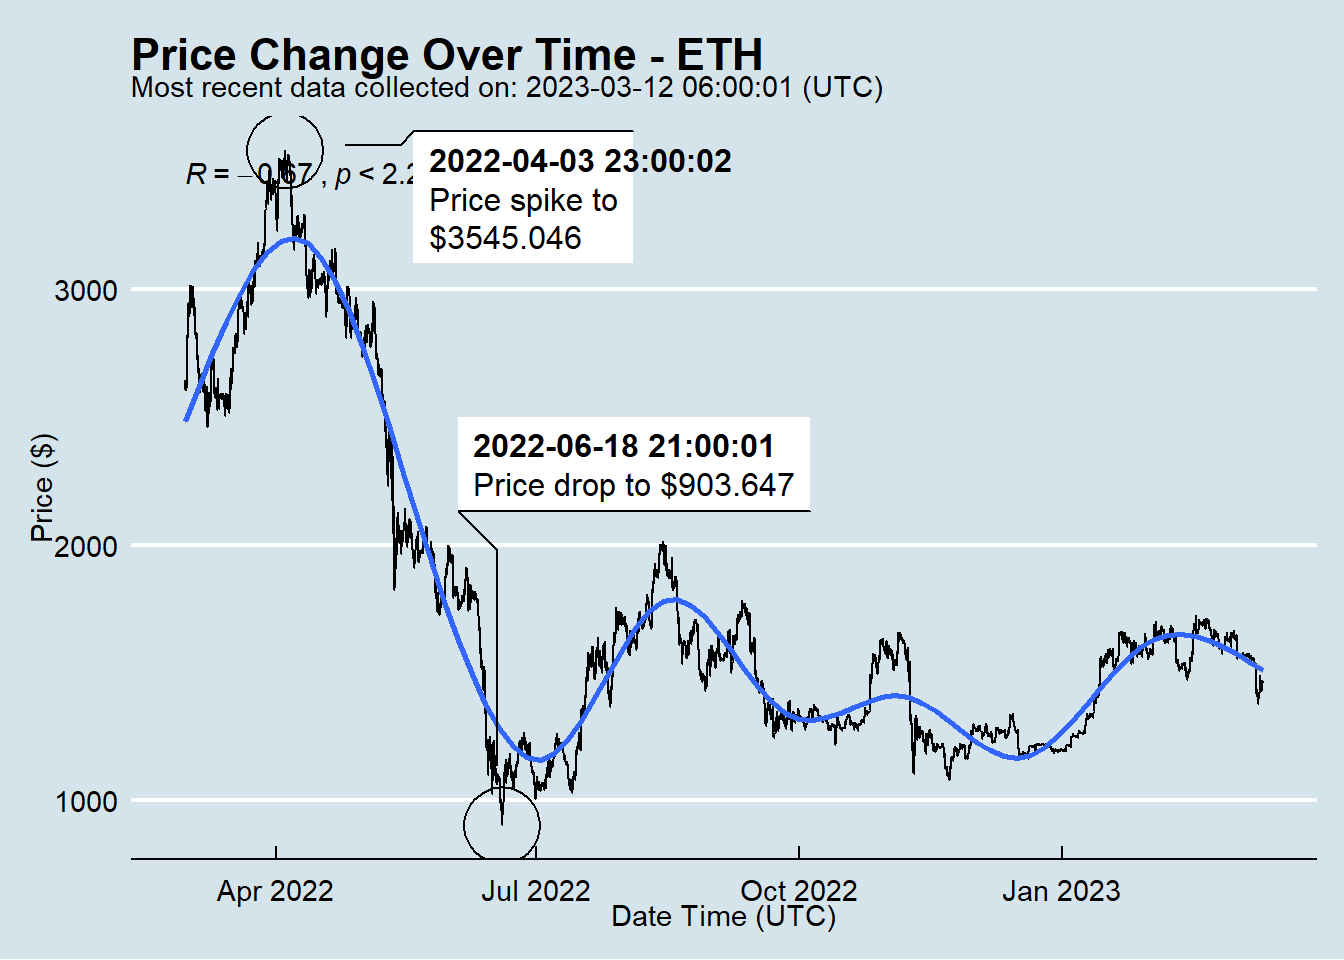 Price Change Over Time - ETH
Most recent data collected on: 2023-03-12 06:00:01 (UTC)
R = −0.67 , p < 2.2
2022-04-03 23:00:02
Price spike to
$3545.046
3000
2022-06-18 21:00:01
Price drop to $903.647
Price ($)
2000
1000
Apr 2022 Jul 2022 Oct 2022 Jan 2023
Date Time (UTC)